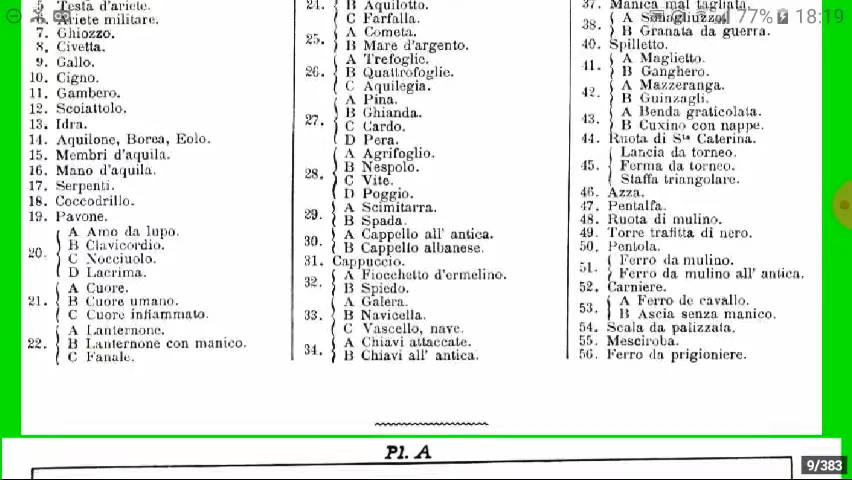 77% 18:19
5 Testa d'ariete.
Ariete militare.
7. Ghiozzo.
8. Civetta.
9. Gallo.
10. Cigno.
11. Gambero.
12. Scoiattolo.
13. Idra.
14. Aquilone, Borea, Eolo.
15. Membri d'aquila.
16. Mano d'aquila.
17. Serpenti.
18. Coccodrillo.
19. Pavone.
20.
A Amo da lupo.
B Clavicordio.
C Nocciuolo.
D Lacrima.
21.
A Cuore.
B Cuore umano.
C Cuore infiammato.
22.
A Lanternone.
B Lanternone con manico.
C Fanale.
24.
B Aquilotto.
C Farfalla.
25.
A Cometa.
B Mare d'argento.
26.
A Trefoglie.
B Quattrofoglie.
C Aquilegia.
27.
A Pina.
B Ghianda.
C Cardo.
D Pera.
28.
A Agrifoglio.
B Nespolo.
C Vite.
D Poggio.
29.
A Scimitarra.
B Spada.
30.
A Cappello all' antica.
B Cappello albanese.
31. Cappuccio.
32.
A Fiocchetto d'ermelino.
B Spiedo.
33.
A Galera.
B Navicella.
C Vascello, nave.
34.
A Chiavi attaccate.
B Chiavi all' antica.
37. Manica mal tagliata.
38.
A
B Granata da guerra.
40. Spilletto.
41.
A Maglietto.
B Ganghero.
42.
A Mazzeranga.
B Guinzagli.
43.
A Benda graticolata.
B Cuxino con nappe.
44. Ruota di Sta Caterina.
45.
Lancia da torneo.
Ferma da torneo.
Staffa triangolare.
46. Azza.
47. Pentalfa.
48. Ruota di mulino.
49. Torre trafitta di nero.
50. Pentola.
51.
Ferro da mulino.
Ferro da mulino all' antica.
52. Carniere.
53.
A Ferro de cavallo.
B Ascia senza manico.
54. Scala da palizzata.
55. Mesciroba.
56. Ferro da prigioniere.
Pl. A
9/383